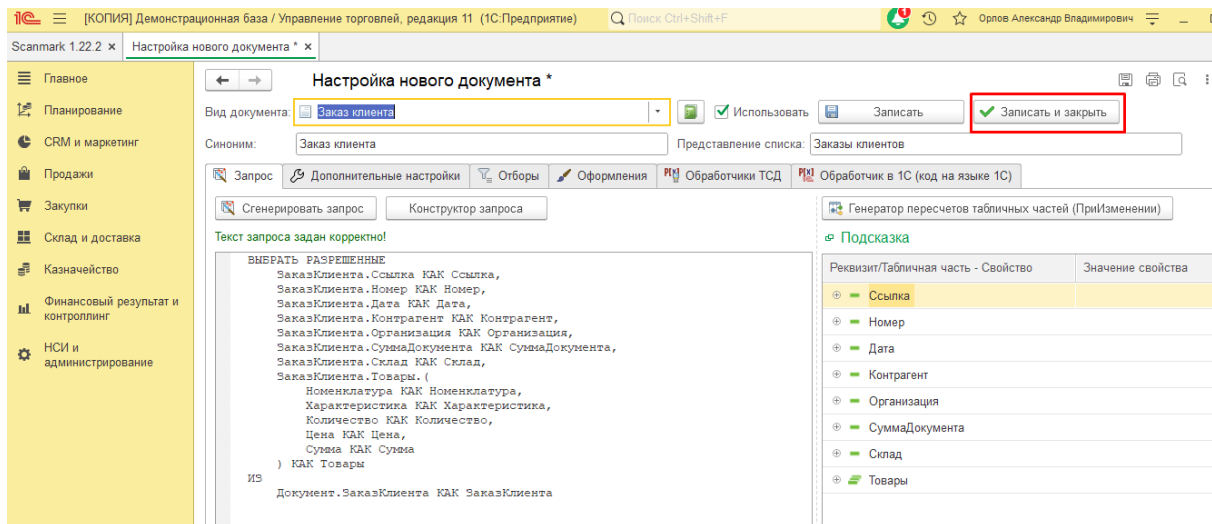 [КОПИЯ] Демонстрационная база / Управление торговлей, редакция 11 (1С:Предприятие)
Поиск Ctrl+Shift+F
Орлов Александр Владимирович
Scanmark 1.22.2 ×
Настройка нового документа * ×
Главное
Планирование
CRM и маркетинг
Продажи
Закупки
Склад и доставка
Казначейство
Финансовый результат и
контроллинг
НСИ и
администрирование
Настройка нового документа *
Вид документа: Заказ клиента
Использовать
Записать
Записать и закрыть
Синоним: Заказ клиента
Представление списка: Заказы клиентов
Запрос
Дополнительные настройки
Отборы
Оформления
Обработчики ТСД
Обработчик в 1С (код на языке 1С)
Сгенерировать запрос
Конструктор запроса
Текст запроса задан корректно!
ВЫБРАТЬ РАЗРЕШЕННЫЕ
ЗаказКлиента.Ссылка КАК Ссылка,
ЗаказКлиента.Номер КАК Номер,
ЗаказКлиента.Дата КАК Дата,
ЗаказКлиента.Контрагент КАК Контрагент,
ЗаказКлиента.Организация КАК Организация,
ЗаказКлиента.СуммаДокумента КАК СуммаДокумента,
ЗаказКлиента.Склад КАК Склад,
ЗаказКлиента.Товары.(
Номенклатура КАК Номенклатура,
Характеристика КАК Характеристика,
Количество КАК Количество,
Цена КАК Цена,
Сумма КАК Сумма
) КАК Товары
ИЗ
Документ.ЗаказКлиента КАК ЗаказКлиента
Генератор пересчетов табличных частей (ПриИзменении)
Подсказка
Реквизит/Табличная часть - Свойство
Значение свойства
Ссылка
Номер
Дата
Контрагент
Организация
СуммаДокумента
Склад
Товары